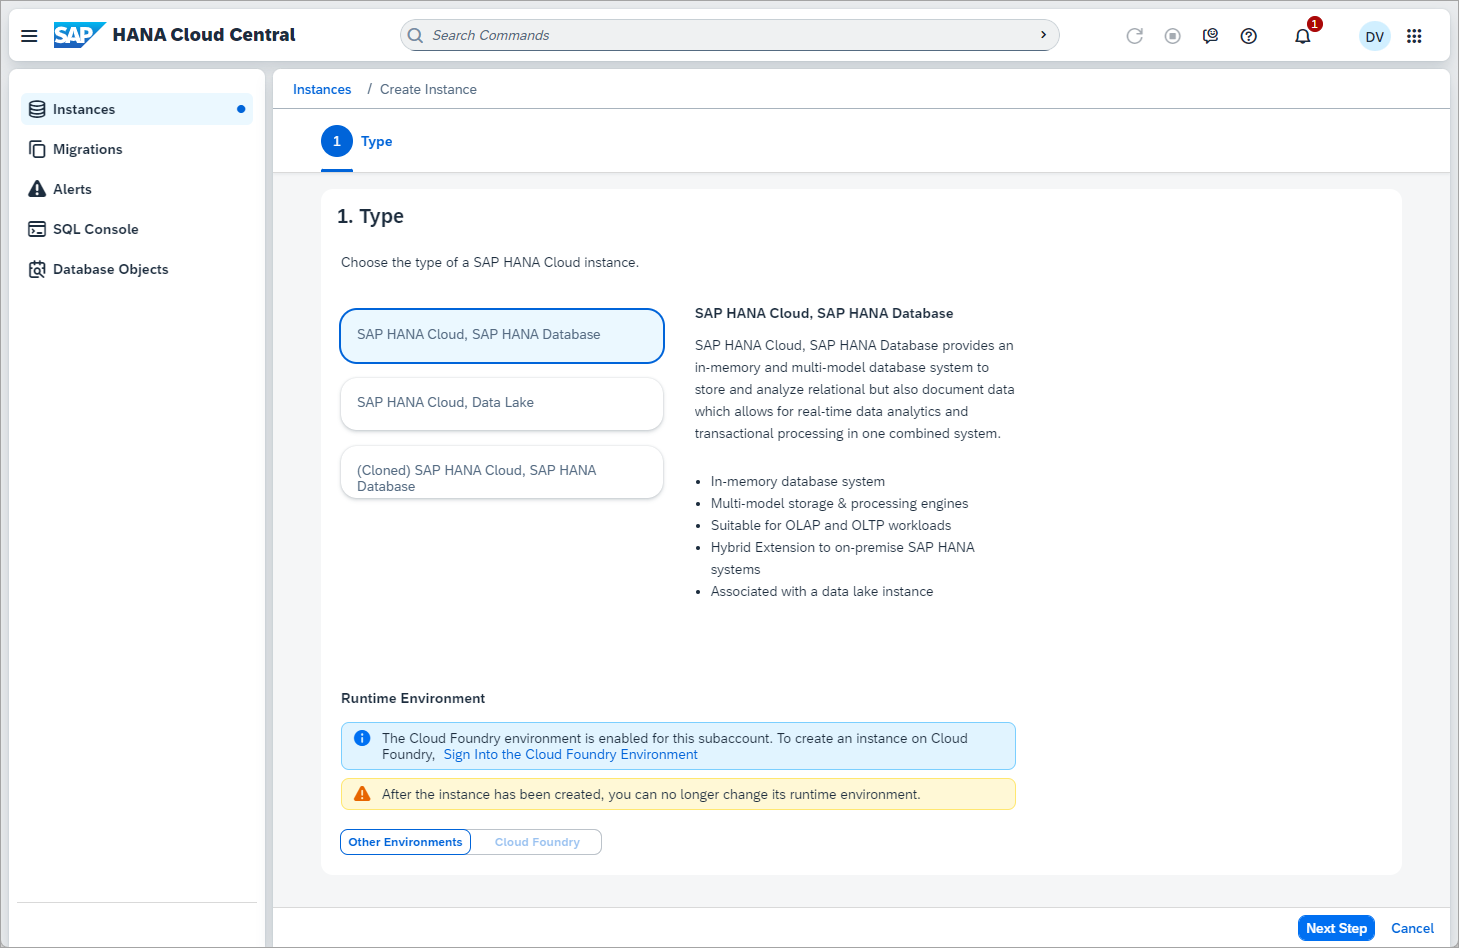 SAP HANA Cloud Central
Search Commands
1
DV
Instances
Migrations
Alerts
SQL Console
Database Objects
Instances / Create Instance
1 Type
1. Type
Choose the type of a SAP HANA Cloud instance.
SAP HANA Cloud, SAP HANA Database
SAP HANA Cloud, Data Lake
(Cloned) SAP HANA Cloud, SAP HANA
Database
SAP HANA Cloud, SAP HANA Database
SAP HANA Cloud, SAP HANA Database provides an
in-memory and multi-model database system to
store and analyze relational but also document data
which allows for real-time data analytics and
transactional processing in one combined system.
• In-memory database system
• Multi-model storage & processing engines
• Suitable for OLAP and OLTP workloads
• Hybrid Extension to on-premise SAP HANA
systems
• Associated with a data lake instance
Runtime Environment
The Cloud Foundry environment is enabled for this subaccount. To create an instance on Cloud
Foundry, Sign Into the Cloud Foundry Environment
After the instance has been created, you can no longer change its runtime environment.
Other Environments Cloud Foundry
Next Step Cancel